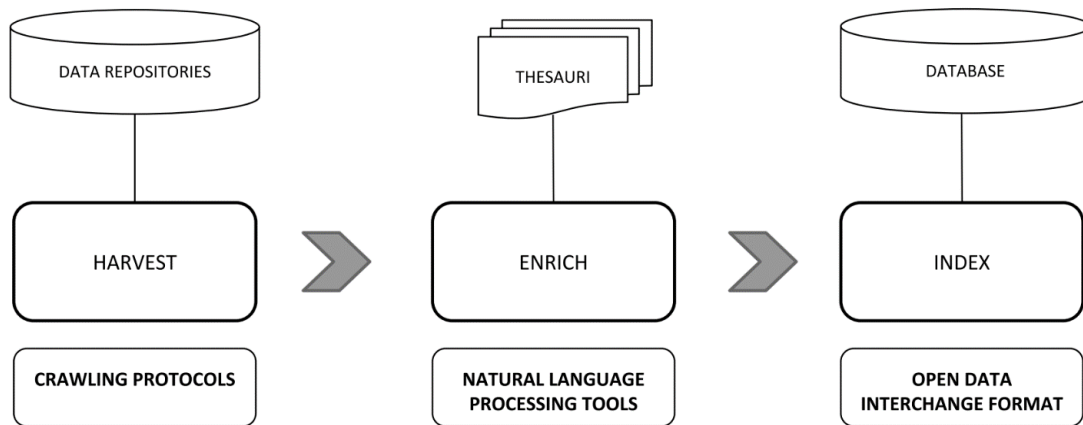 DATA REPOSITORIES
THESAURI
DATABASE
HARVEST
ENRICH
INDEX
CRAWLING PROTOCOLS
NATURAL LANGUAGE
PROCESSING TOOLS
OPEN DATA
INTERCHANGE FORMAT